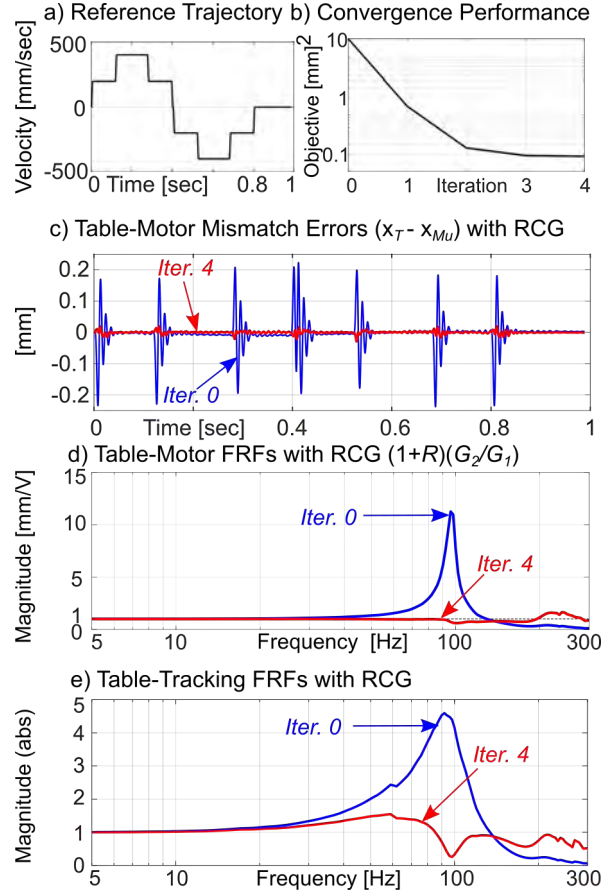 a) Reference Trajectory b) Convergence Performance
Velocity [mm/sec]
500
0
-500
0 Time [sec] 0.8 1
Objective [mm]²
10
1
0.1
0 1 Iteration 3 4
c) Table-Motor Mismatch Errors (x_T - x_Mu) with RCG
[mm]
0.2
0.1
0
-0.1
-0.2
Iter. 4
Iter. 0
0 Time [sec] 0.4 0.6 0.8 1
d) Table-Motor FRFs with RCG (1+R)(G_2/G_1)
Magnitude [mm/V]
15
10
5
1
0
Iter. 0
Iter. 4
5 10 Frequency [Hz] 100 300
e) Table-Tracking FRFs with RCG
Magnitude (abs)
5
4
3
2
1
0
Iter. 0
Iter. 4
5 10 Frequency [Hz] 100 300